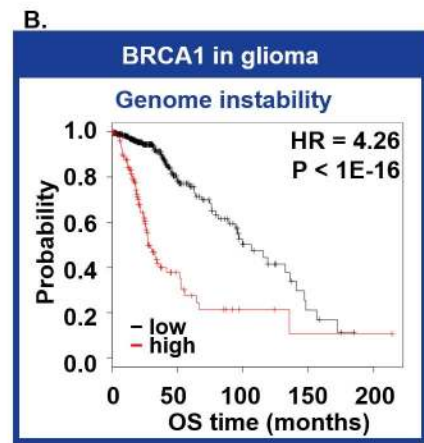 B.
BRCA1 in glioma
Genome instability
HR = 4.26
P < 1E-16
Probability
1.0
0.8
0.6
0.4
0.2
0.0
low
high
0 50 100 150 200
OS time (months)